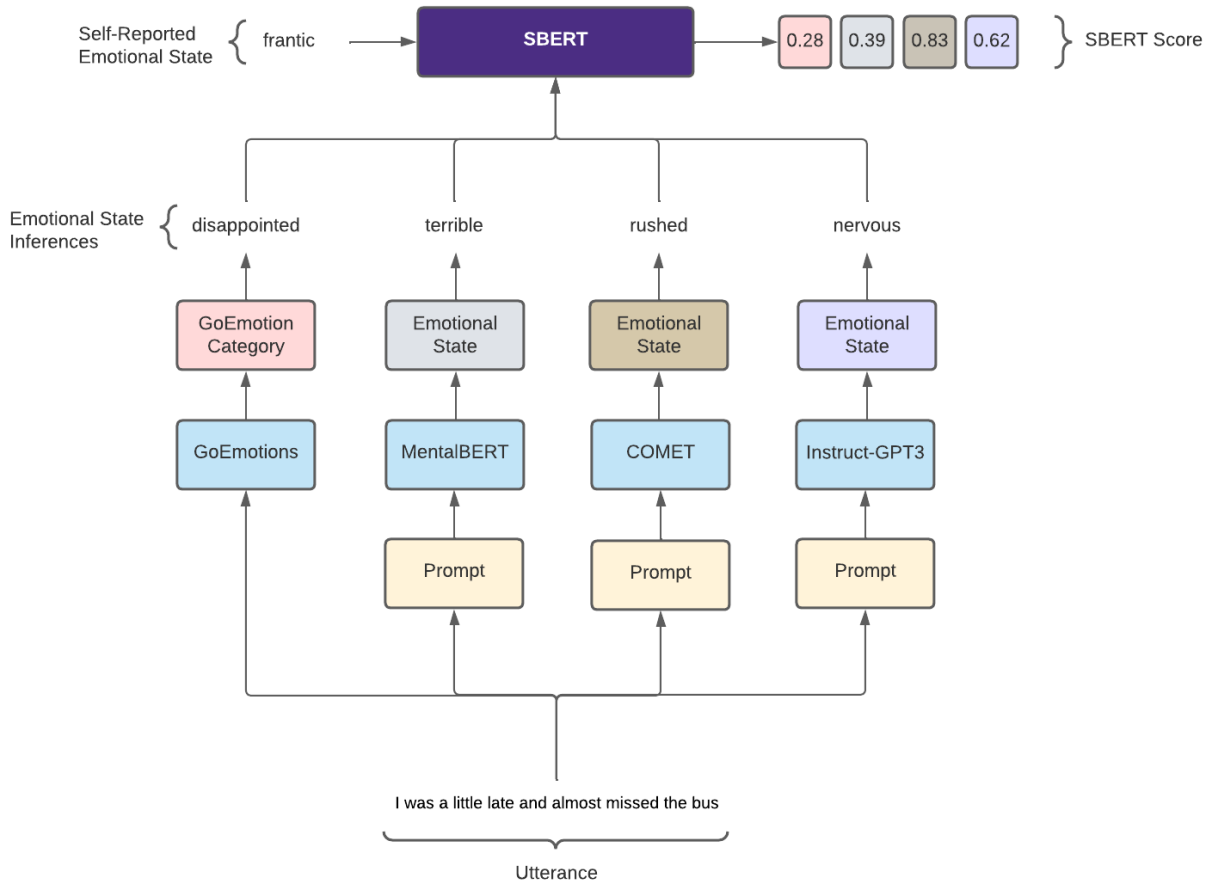 Self-Reported
Emotional State
frantic
SBERT
0.28
0.39
0.83
0.62
SBERT Score
Emotional State
Inferences
disappointed
terrible
rushed
nervous
GoEmotion
Category
Emotional
State
Emotional
State
Emotional
State
GoEmotions
MentalBERT
COMET
Instruct-GPT3
Prompt
Prompt
Prompt
I was a little late and almost missed the bus
Utterance